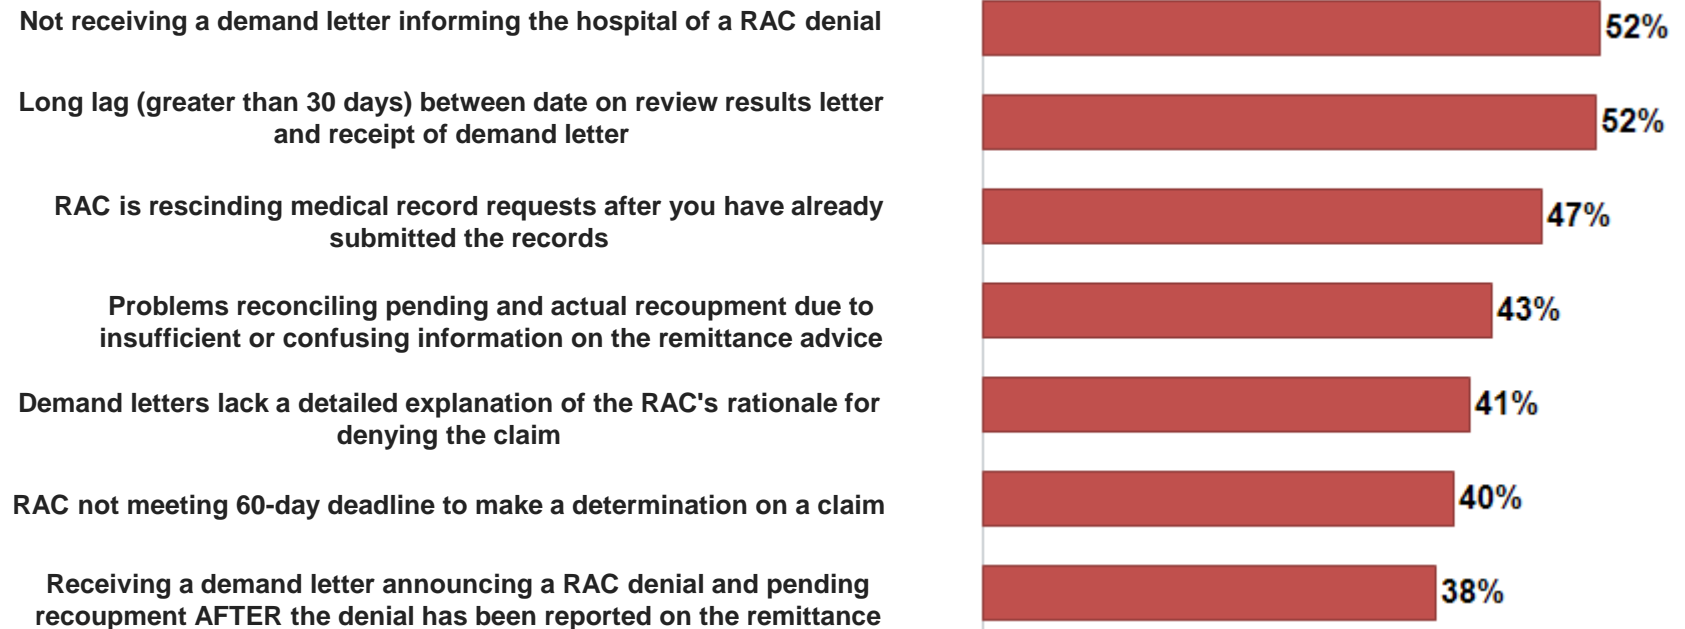 Not receiving a demand letter informing the hospital of a RAC denial
52%
Long lag (greater than 30 days) between date on review results letter
and receipt of demand letter
52%
RAC is rescinding medical record requests after you have already
submitted the records
47%
Problems reconciling pending and actual recoupment due to
insufficient or confusing information on the remittance advice
43%
Demand letters lack a detailed explanation of the RAC's rationale for
denying the claim
41%
RAC not meeting 60-day deadline to make a determination on a claim
40%
Receiving a demand letter announcing a RAC denial and pending
recoupment AFTER the denial has been reported on the remittance
38%